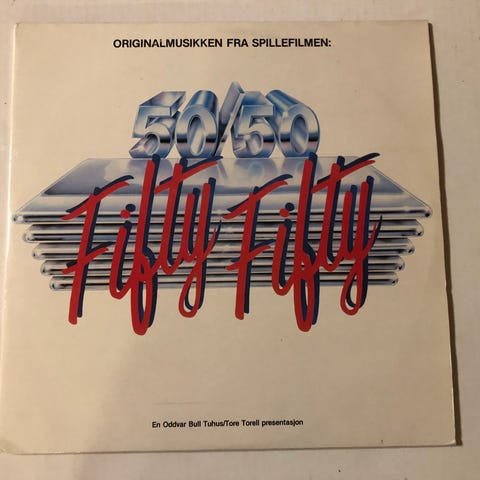 ORIGINALMUSIKKEN FRA SPILLEFILMEN:
50/50
Fifty Fifty
En Oddvar Bull Tuhus/Tore Torell presentasjon